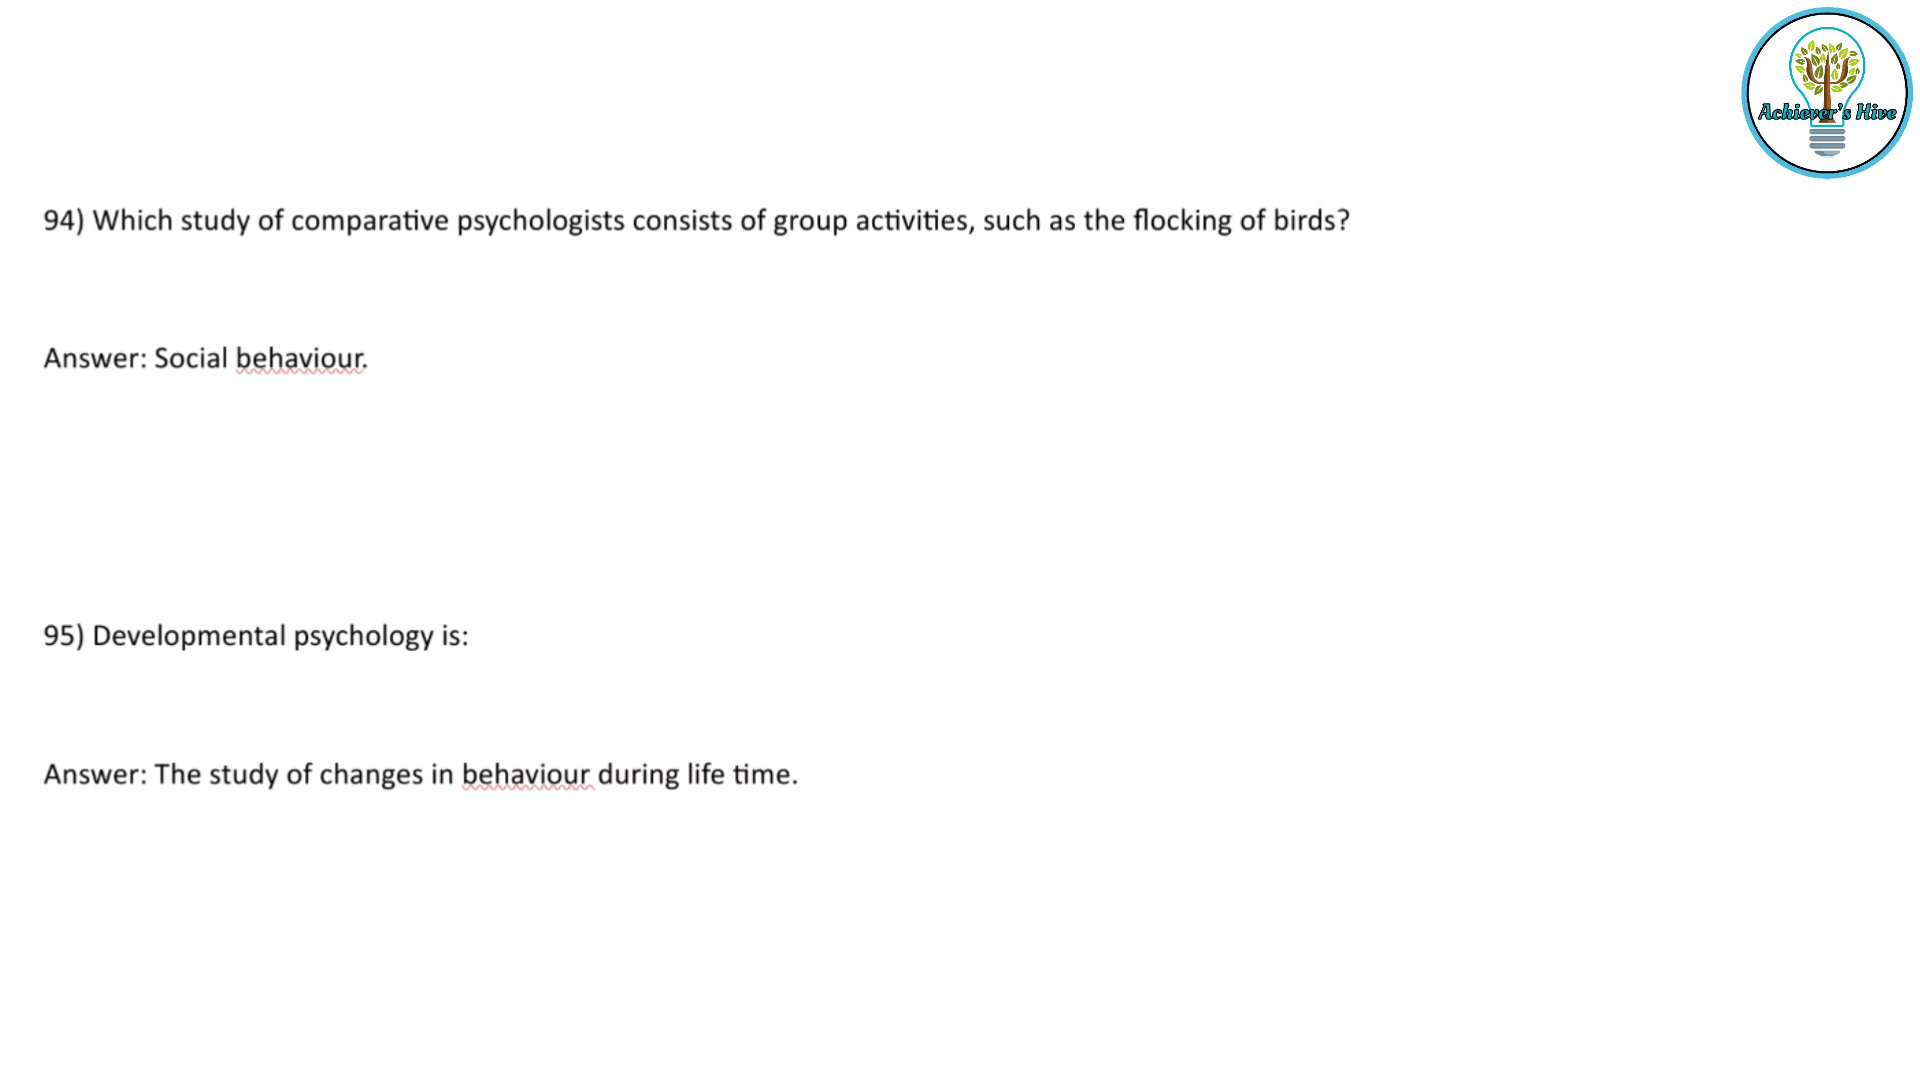 Achiever's Hive
94) Which study of comparative psychologists consists of group activities, such as the flocking of birds?
Answer: Social behaviour.
95) Developmental psychology is:
Answer: The study of changes in behaviour during life time.